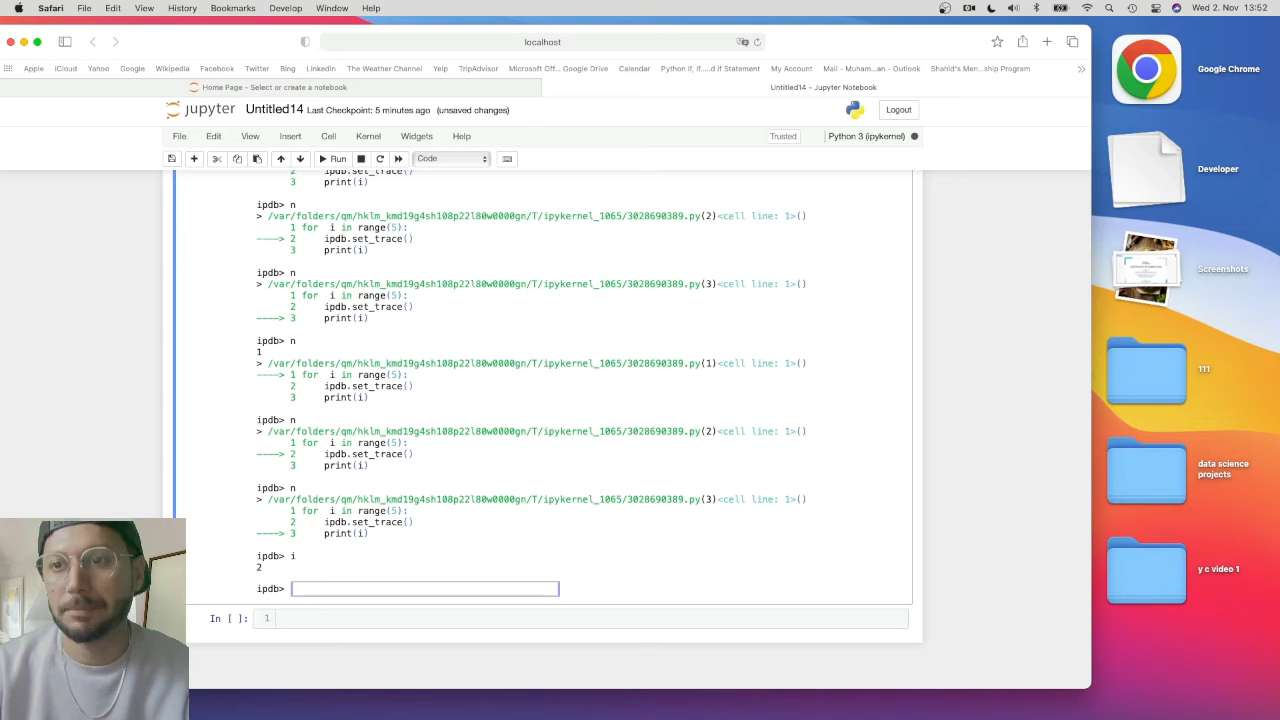 Safari File Edit View History Bookmarks Develop Window Help Wed 2. Nov. 13:52
localhost
Apple iCloud Yahoo Google Wikipedia Facebook Twitter Bing LinkedIn The Weather Channel Yelp TripAdvisor Microsoft Off... Google Drive Calendar Python if, if...…d if Statement My Account Mail - Muham...an - Outlook Shahid's Men...ship Program
Home Page - Select or create a notebook Untitled14 - Jupyter Notebook
jupyter Untitled14 Last Checkpoint: 5 minutes ago (unsaved changes) Logout
File Edit View Insert Cell Kernel Widgets Help Trusted Python 3 (ipykernel)
Run Code
2 ipdb.set_trace()
3 print(i)
ipdb> n
> /var/folders/qm/hklm_kmd19g4sh108p22l80w0000gn/T/ipykernel_1065/3028690389.py(2)<cell line: 1>()
1 for i in range(5):
----> 2 ipdb.set_trace()
3 print(i)
ipdb> n
> /var/folders/qm/hklm_kmd19g4sh108p22l80w0000gn/T/ipykernel_1065/3028690389.py(3)<cell line: 1>()
1 for i in range(5):
2 ipdb.set_trace()
----> 3 print(i)
ipdb> n
1
> /var/folders/qm/hklm_kmd19g4sh108p22l80w0000gn/T/ipykernel_1065/3028690389.py(1)<cell line: 1>()
----> 1 for i in range(5):
2 ipdb.set_trace()
3 print(i)
ipdb> n
> /var/folders/qm/hklm_kmd19g4sh108p22l80w0000gn/T/ipykernel_1065/3028690389.py(2)<cell line: 1>()
1 for i in range(5):
----> 2 ipdb.set_trace()
3 print(i)
ipdb> n
> /var/folders/qm/hklm_kmd19g4sh108p22l80w0000gn/T/ipykernel_1065/3028690389.py(3)<cell line: 1>()
1 for i in range(5):
2 ipdb.set_trace()
----> 3 print(i)
ipdb> i
2
ipdb>
In [ ]: 1
Google Chrome
Developer
Screenshots
111
data science
projects
y c video 1